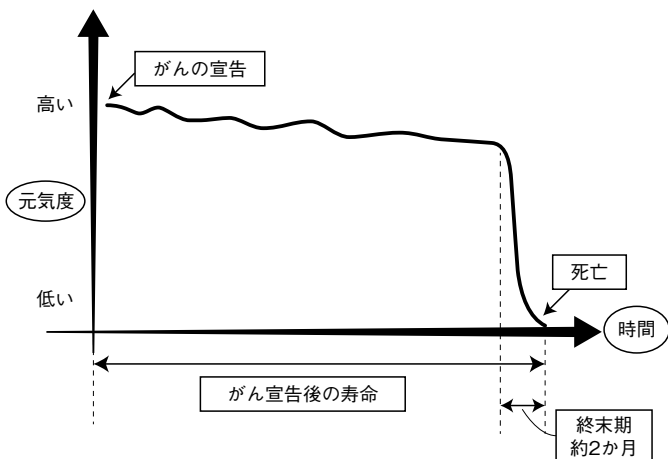 がんの宣告
高い
元気度
低い
死亡
時間
がん宣告後の寿命
終末期
約2か月